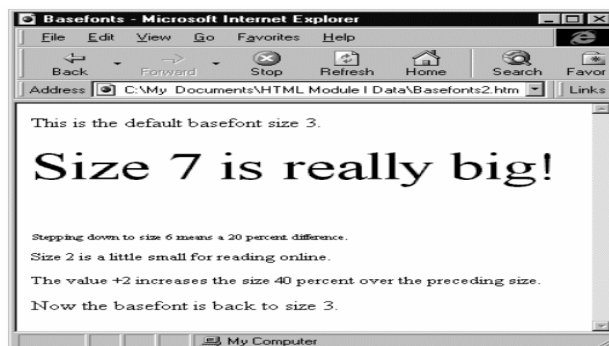 Basefonts - Microsoft Internet Explorer
File Edit View Go Favorites Help
Back Forward Stop Refresh Home Search Favor
Address C:\My Documents\HTML Module I Data\Basefonts2.htm Links
This is the default basefont size 3.
Size 7 is really big!
Stepping down to size 6 means a 20 percent difference.
Size 2 is a little small for reading online.
The value +2 increases the size 40 percent over the preceding size.
Now the basefont is back to size 3.
My Computer